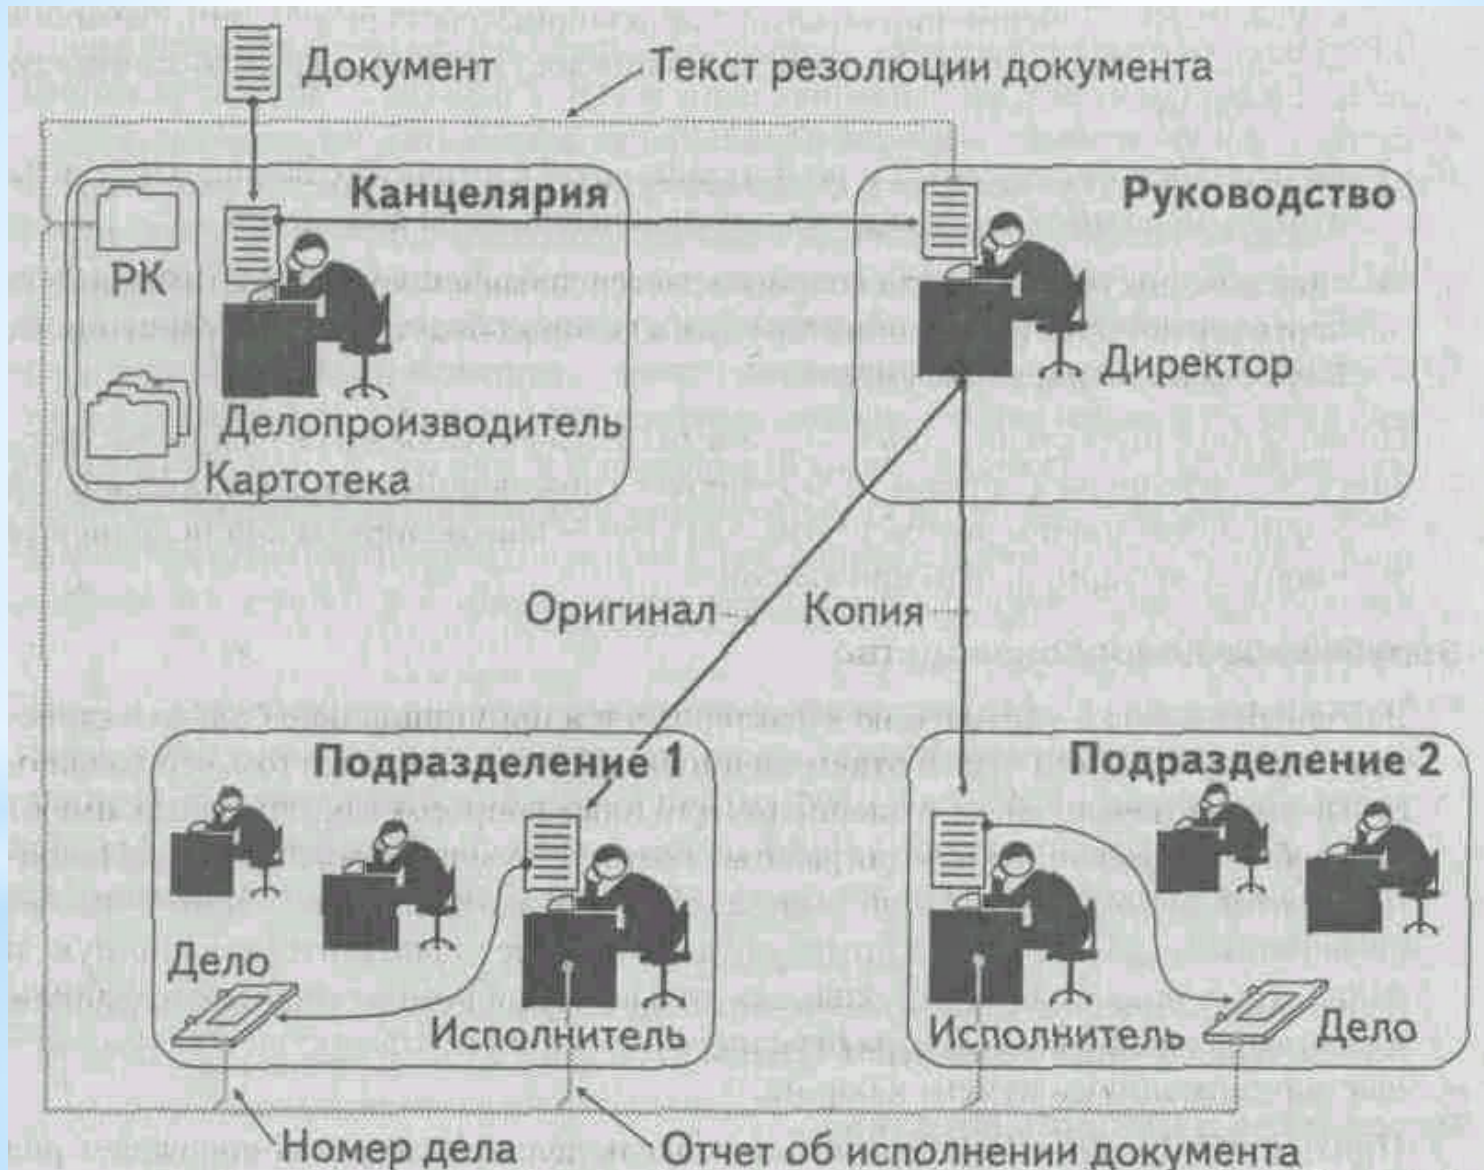 Документ
Текст резолюции документа
Канцелярия
Руководство
РК
Директор
Делопроизводитель
Картотека
Оригинал
Копия
Подразделение 1
Подразделение 2
Дело
Исполнитель
Исполнитель
Дело
Номер дела
Отчет об исполнении документа